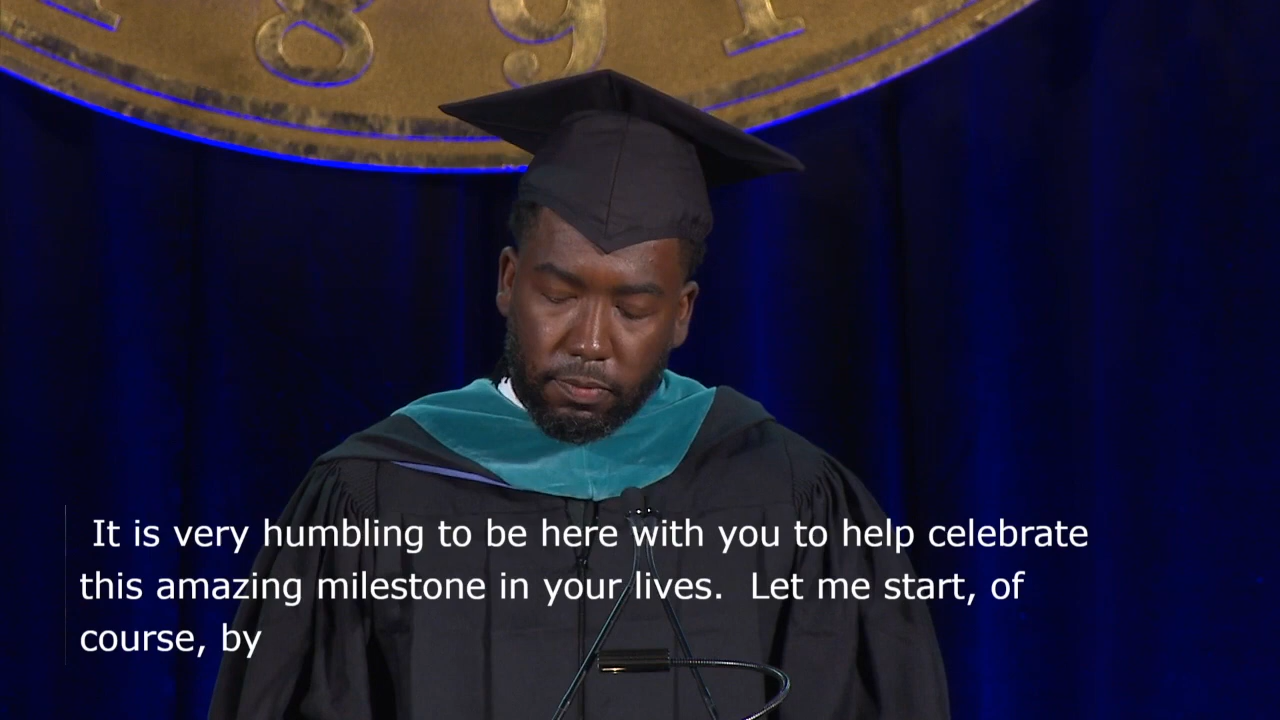 1891
It is very humbling to be here with you to help celebrate
this amazing milestone in your lives.  Let me start, of
course, by